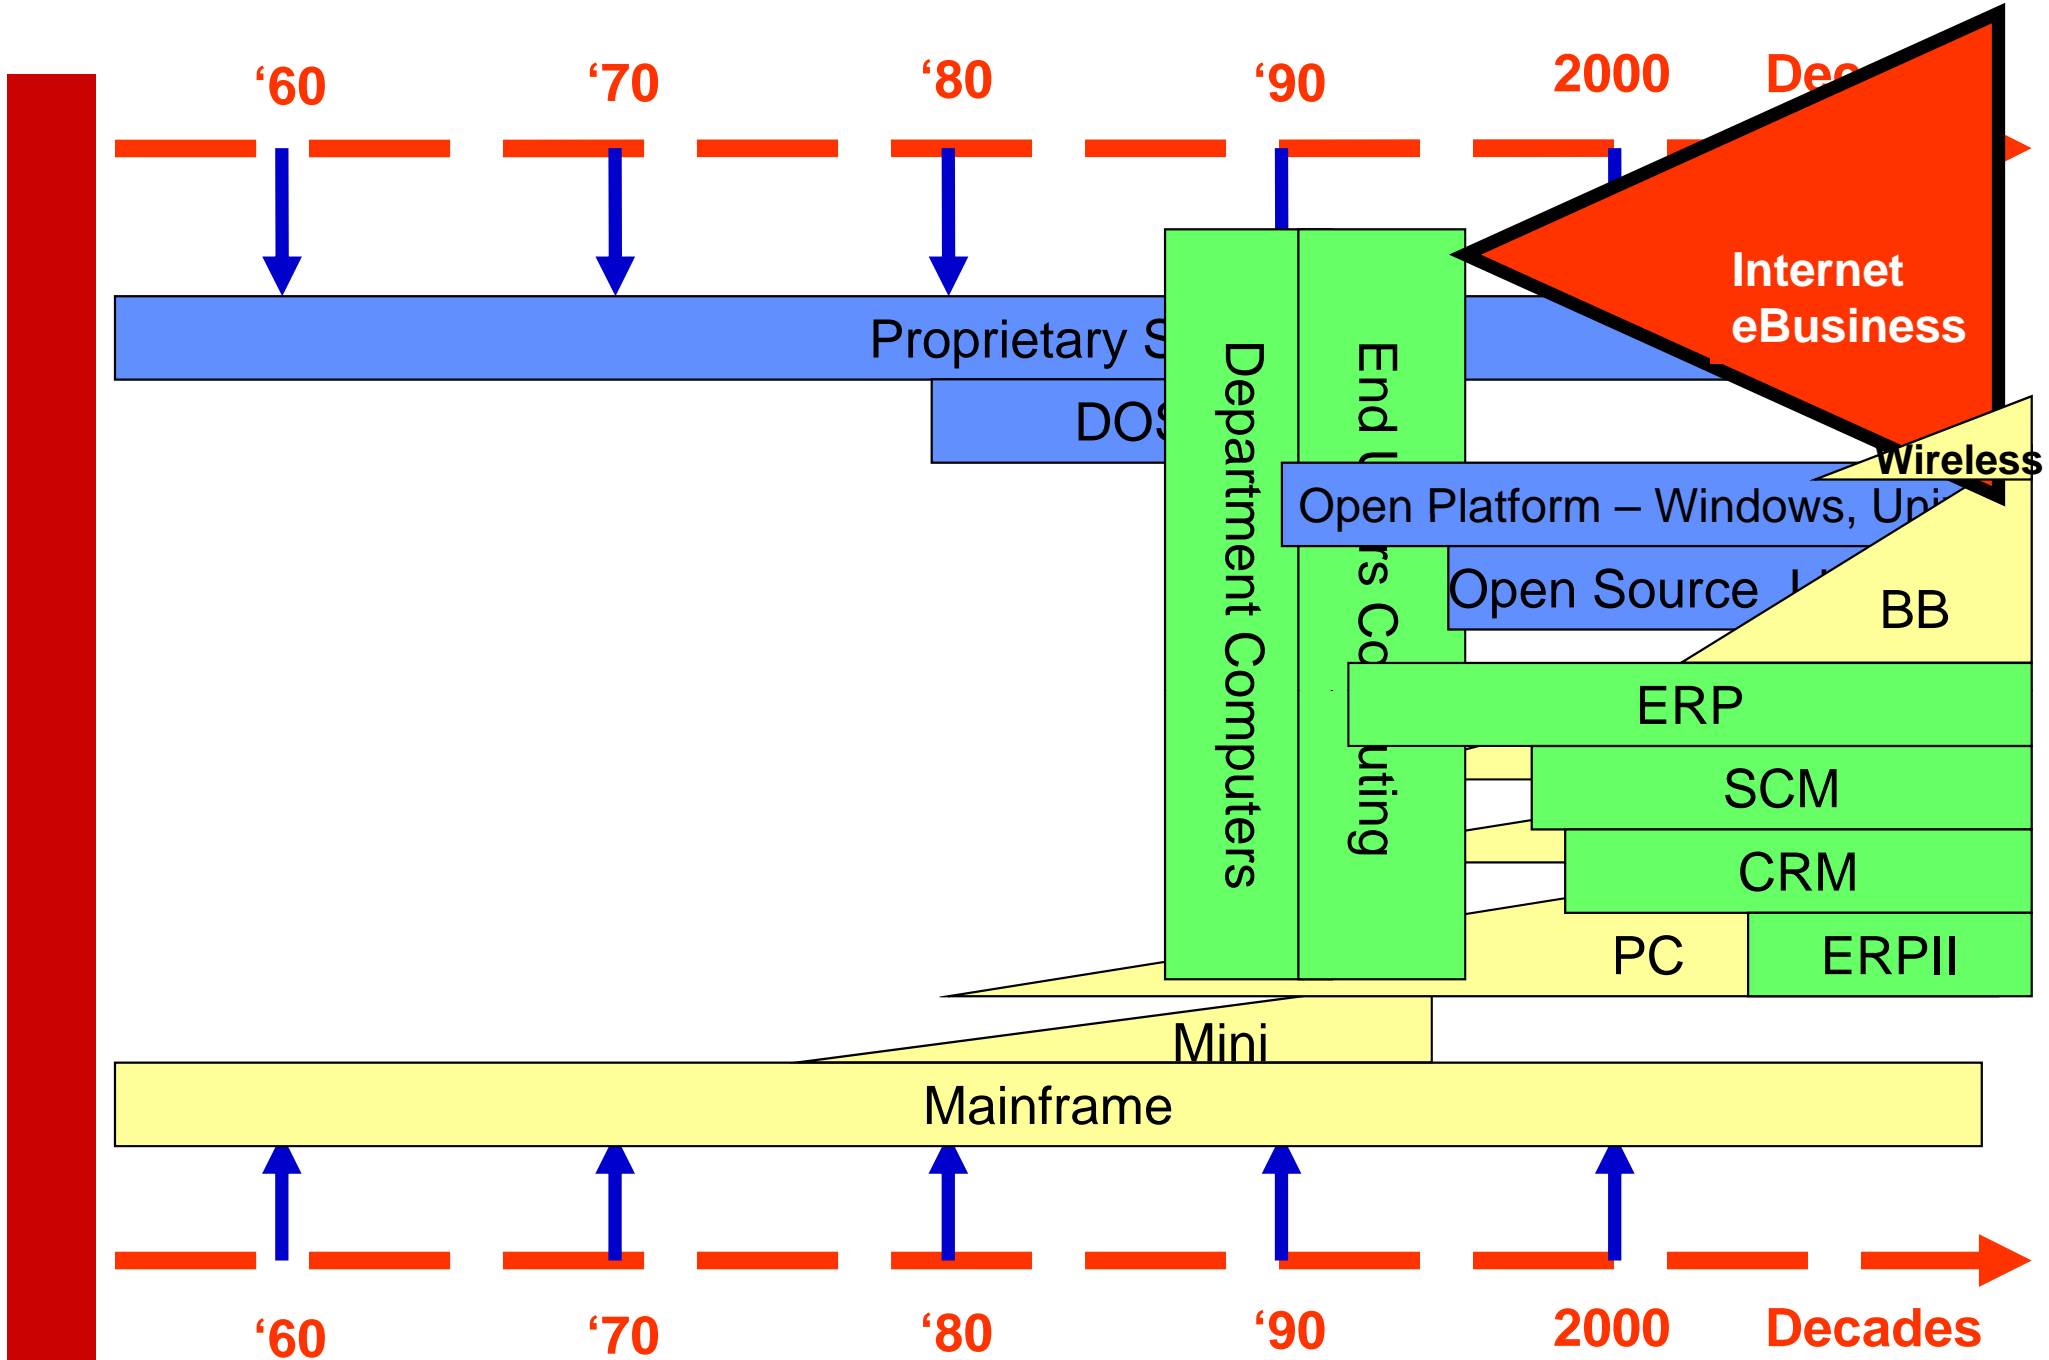 ‘60 ‘70 ‘80 ‘90 2000
Internet
eBusiness
Proprietary
Department Computers
End
Wireless
Open Platform – Windows,
Open Source
BB
ERP
SCM
CRM
PC
ERPII
Mini
Mainframe
‘60 ‘70 ‘80 ‘90 2000 Decades